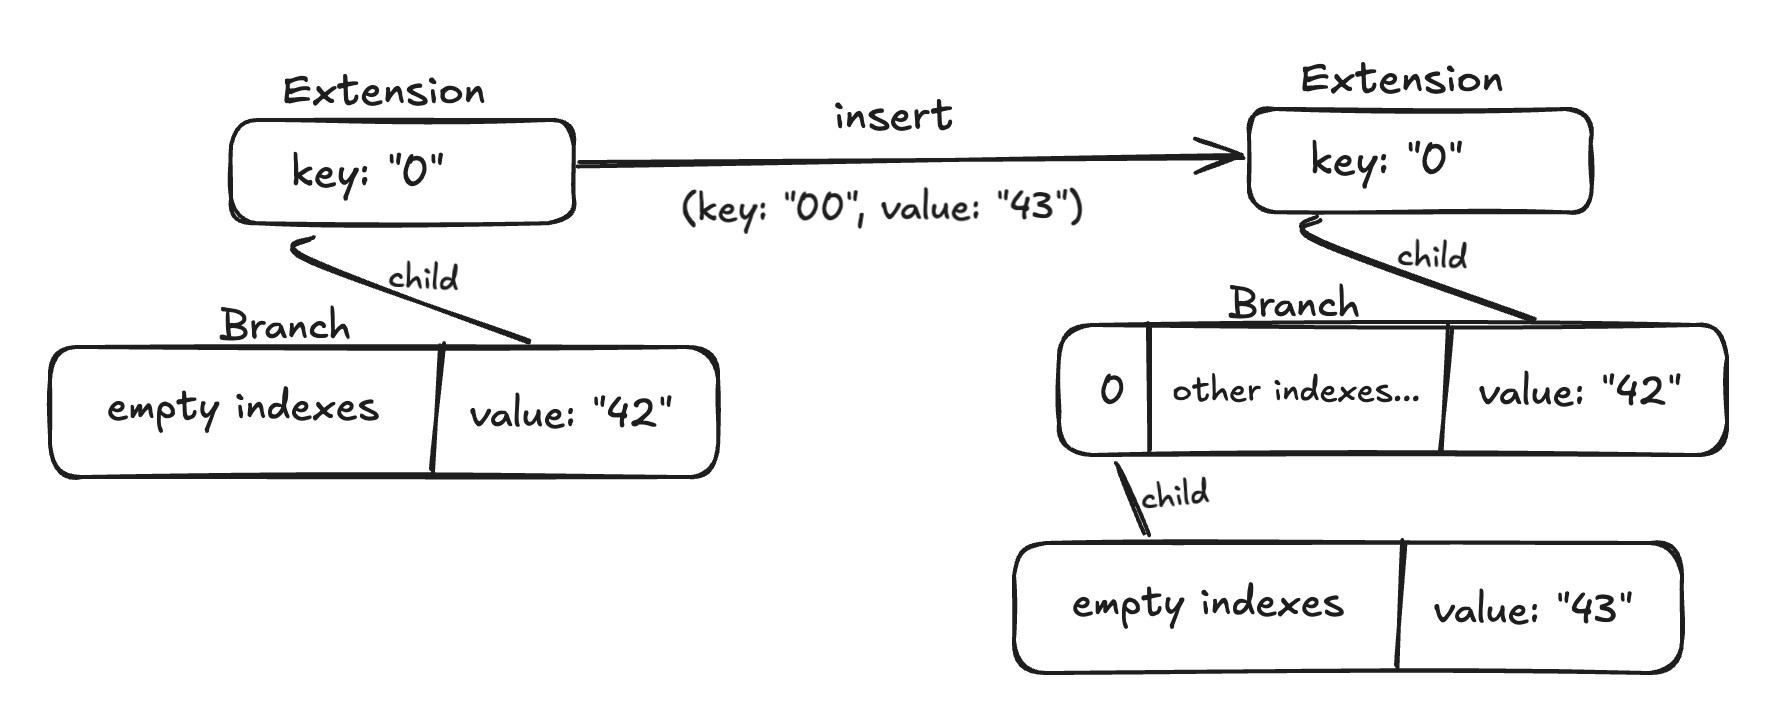 Extension
key: "0"
child
Branch
empty indexes
value: "42"
insert
(key: "00", value: "43")
Extension
key: "0"
child
Branch
0
other indexes...
value: "42"
child
empty indexes
value: "43"